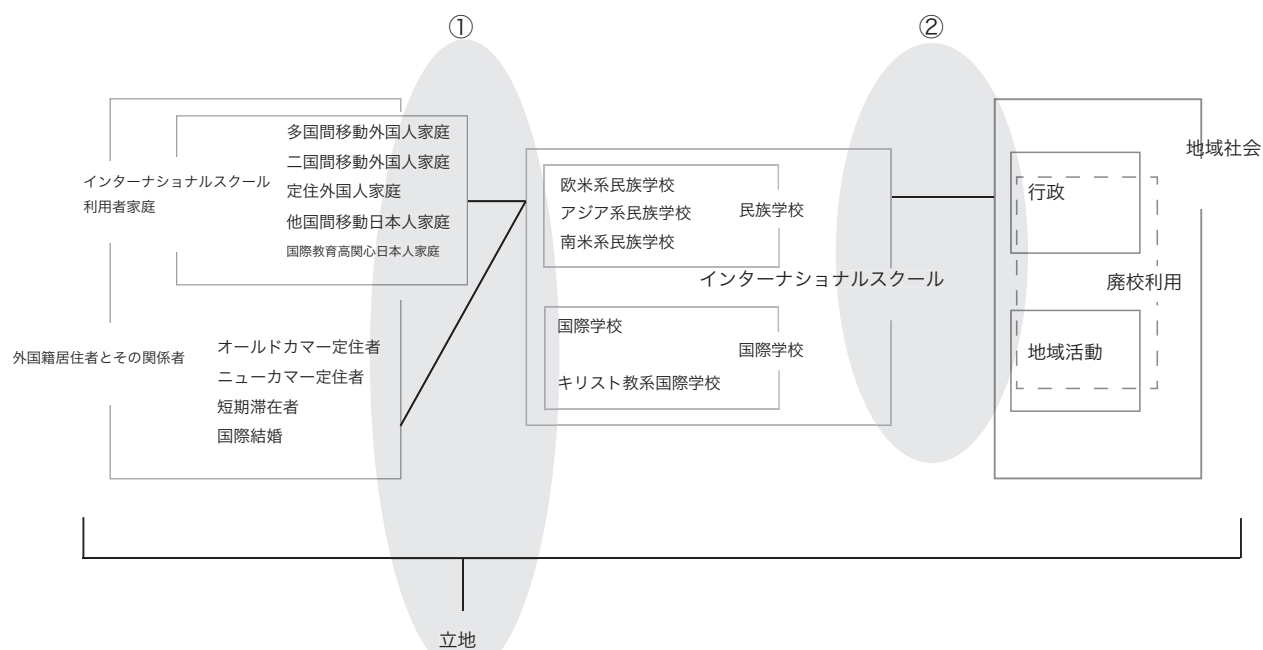 ①
②
多国間移動外国人家庭
二国間移動外国人家庭
定住外国人家庭
他国間移動日本人家庭
国際教育高関心日本人家庭
インターナショナルスクール
利用者家庭
外国籍居住者とその関係者
オールドカマー定住者
ニューカマー定住者
短期滞在者
国際結婚
欧米系民族学校
アジア系民族学校
南米系民族学校
民族学校
インターナショナルスクール
国際学校
国際学校
キリスト教系国際学校
地域社会
行政
廃校利用
地域活動
立地